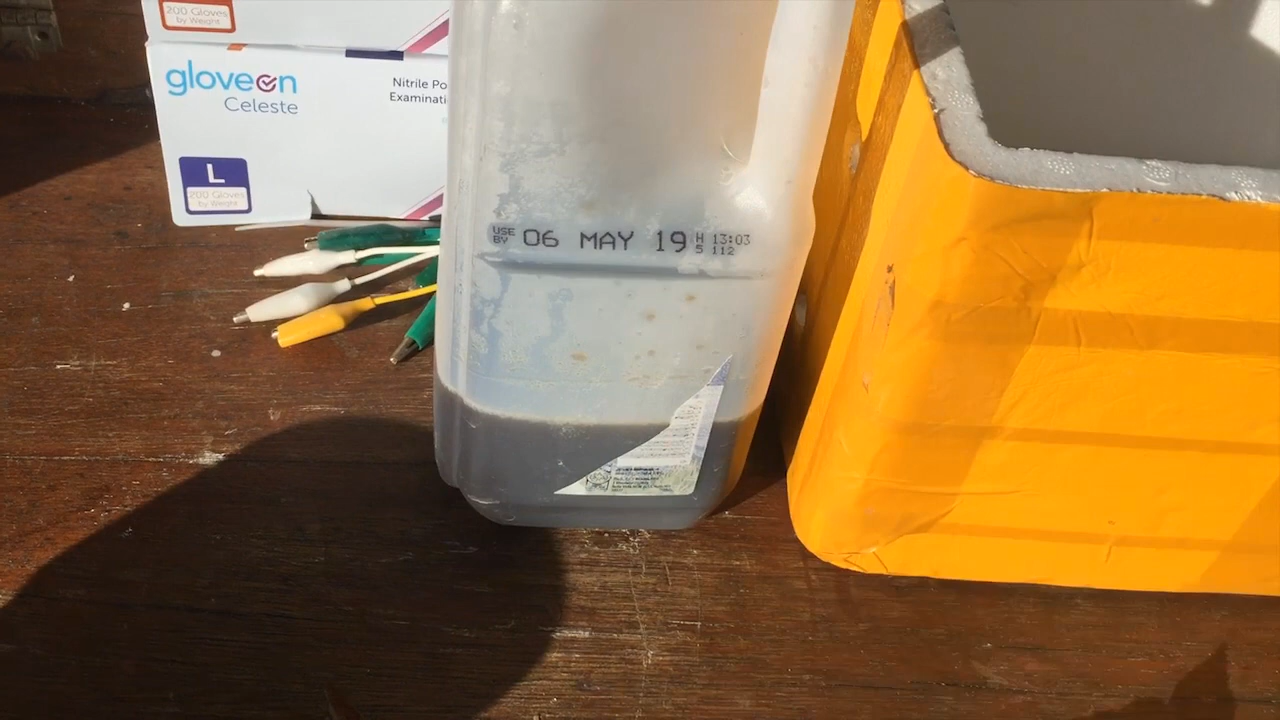 200 Gloves
by Weight
gloveon
Celeste
Nitrile Po
Examinati
L
200 Gloves
by Weight
USE BY 06 MAY 19 H 13:03
S 112